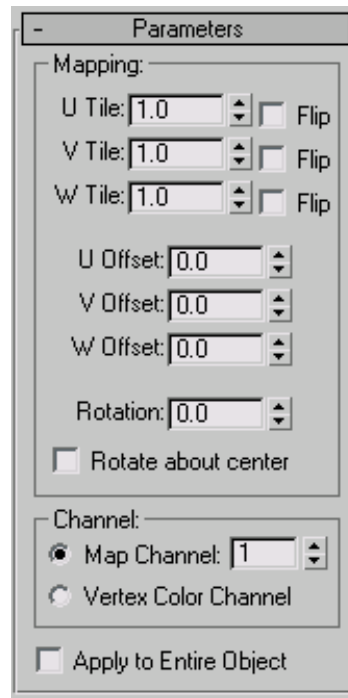 - Parameters
Mapping:
U Tile: 1.0 Flip
V Tile: 1.0 Flip
W Tile: 1.0 Flip
U Offset: 0.0
V Offset: 0.0
W Offset: 0.0
Rotation: 0.0
Rotate about center
Channel:
Map Channel: 1
Vertex Color Channel
Apply to Entire Object